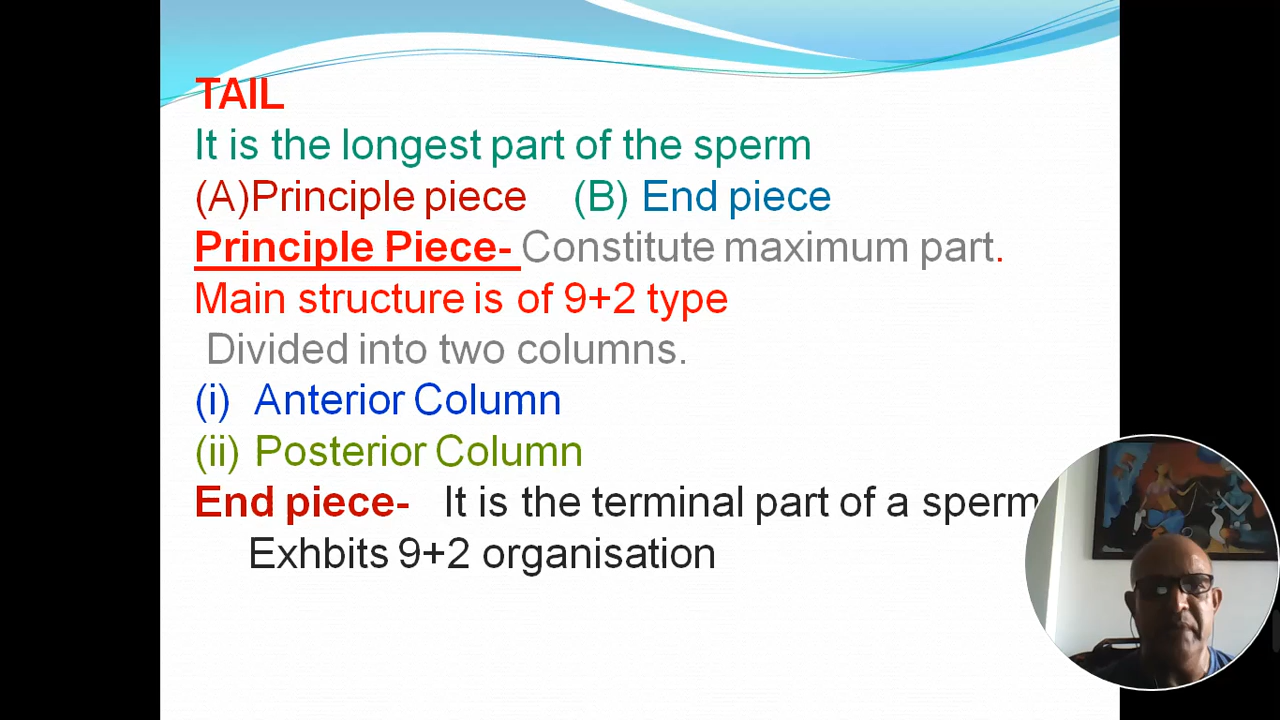 TAIL
It is the longest part of the sperm
(A)Principle piece (B) End piece
Principle Piece- Constitute maximum part.
Main structure is of 9+2 type
Divided into two columns.
(i) Anterior Column
(ii) Posterior Column
End piece- It is the terminal part of a sperm
Exhbits 9+2 organisation